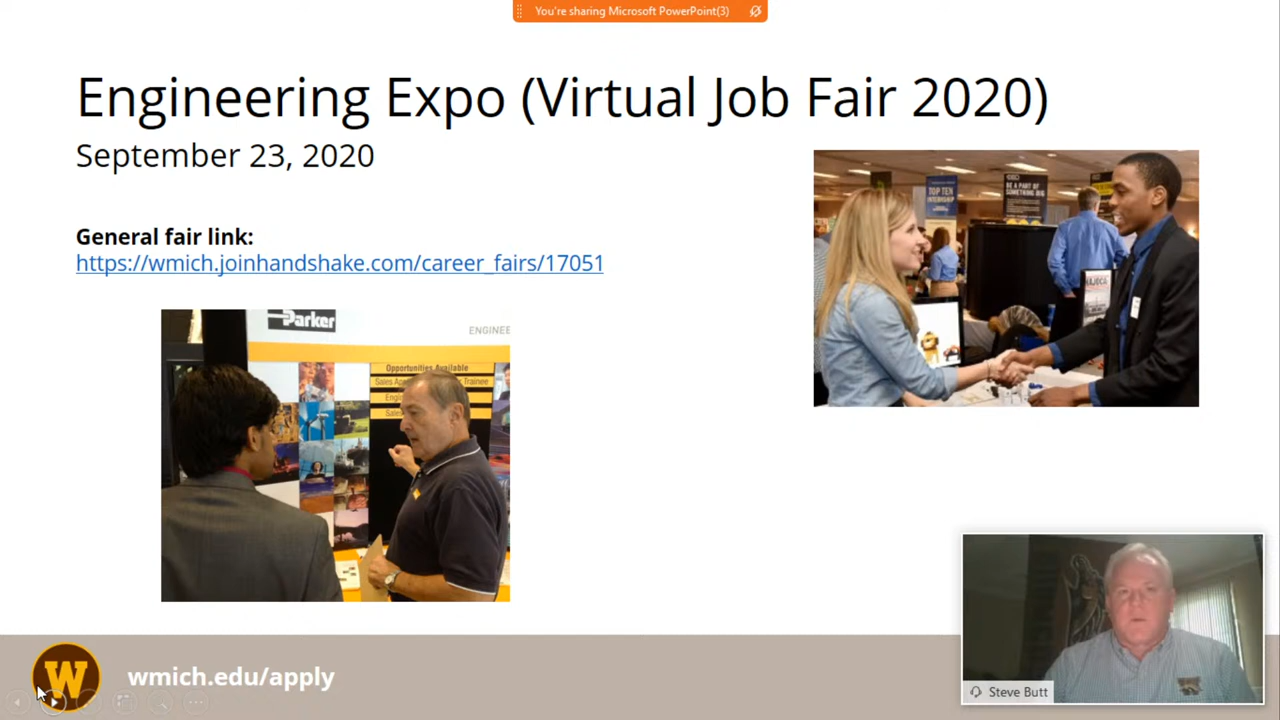 You're sharing Microsoft PowerPoint(3)
Engineering Expo (Virtual Job Fair 2020)
September 23, 2020
General fair link:
https://wmich.joinhandshake.com/career_fairs/17051
TOP TEN
INTERNSHIP
BE A PART OF
SOMETHING BIG
Parker
ENGINEE
Opportunities Available
Trainee
W
wmich.edu/apply
Steve Butt